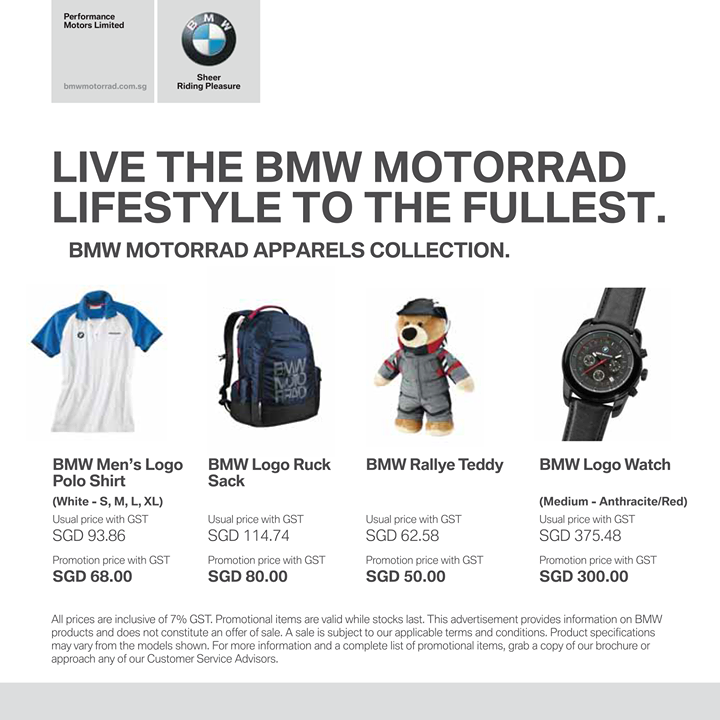 Performance
Motors Limited
bmwmotorrad.com.sg
BMW
Sheer
Riding Pleasure
LIVE THE BMW MOTORRAD
LIFESTYLE TO THE FULLEST.
BMW MOTORRAD APPARELS COLLECTION.
BMW
MOTO
RRAD
BMW Men's Logo
Polo Shirt
(White - S, M, L, XL)
Usual price with GST
SGD 93.86
Promotion price with GST
SGD 68.00
BMW Logo Ruck
Sack
Usual price with GST
SGD 114.74
Promotion price with GST
SGD 80.00
BMW Rallye Teddy
Usual price with GST
SGD 62.58
Promotion price with GST
SGD 50.00
BMW Logo Watch
(Medium - Anthracite/Red)
Usual price with GST
SGD 375.48
Promotion price with GST
SGD 300.00
All prices are inclusive of 7% GST. Promotional items are valid while stocks last. This advertisement provides information on BMW
products and does not constitute an offer of sale. A sale is subject to our applicable terms and conditions. Product specifications
may vary from the models shown. For more information and a complete list of promotional items, grab a copy of our brochure or
approach any of our Customer Service Advisors.